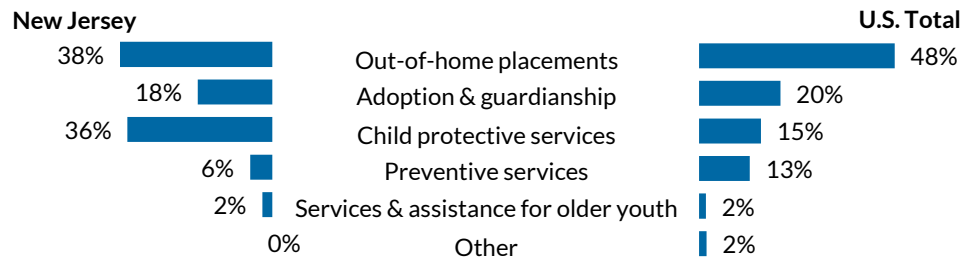 New Jersey U.S. Total
38% Out-of-home placements 48%
18% Adoption & guardianship 20%
36% Child protective services 15%
6% Preventive services 13%
2% Services & assistance for older youth 2%
0% Other 2%